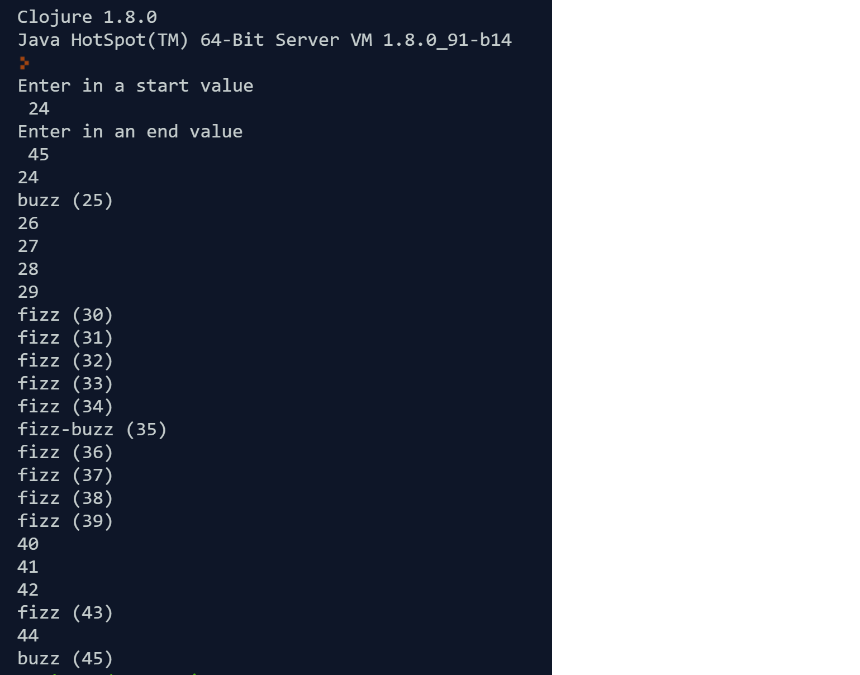 Clojure 1.8.0
Java HotSpot(TM) 64-Bit Server VM 1.8.0_91-b14
Enter in a start value
24
Enter in an end value
45
24
buzz (25)
26
27
28
29
fizz (30)
fizz (31)
fizz (32)
fizz (33)
fizz (34)
fizz-buzz (35)
fizz (36)
fizz (37)
fizz (38)
fizz (39)
40
41
42
fizz (43)
44
buzz (45)